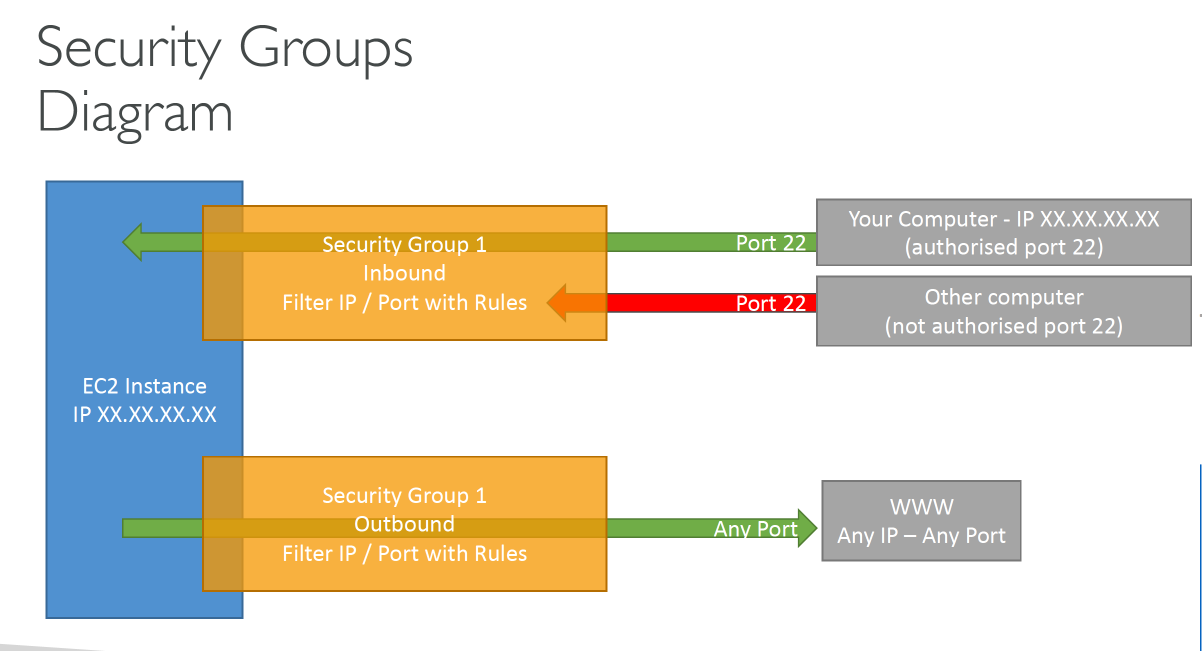 Security Groups
Diagram
Security Group 1
Inbound
Filter IP / Port with Rules
Port 22
Your Computer - IP XX.XX.XX.XX
(authorised port 22)
Port 22
Other computer
(not authorised port 22)
EC2 Instance
IP XX.XX.XX.XX
Security Group 1
Outbound
Filter IP / Port with Rules
Any Port
WWW
Any IP – Any Port